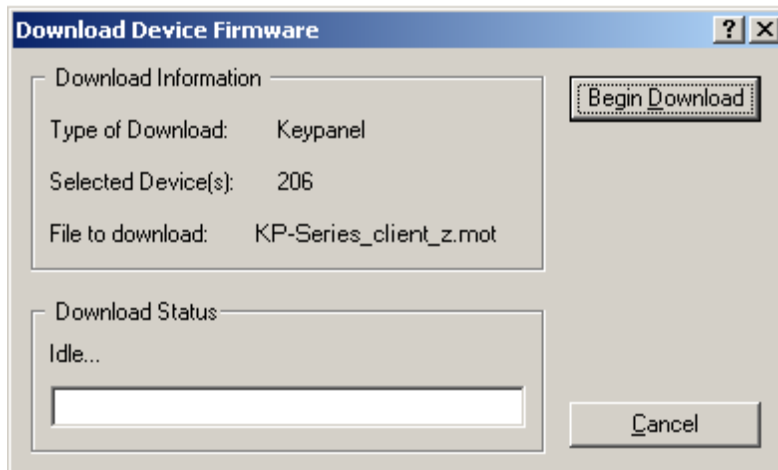 Download Device Firmware
Download Information
Begin Download
Type of Download: Keypanel
Selected Device(s): 206
File to download: KP-Series_client_z.mot
Download Status
Idle...
Cancel